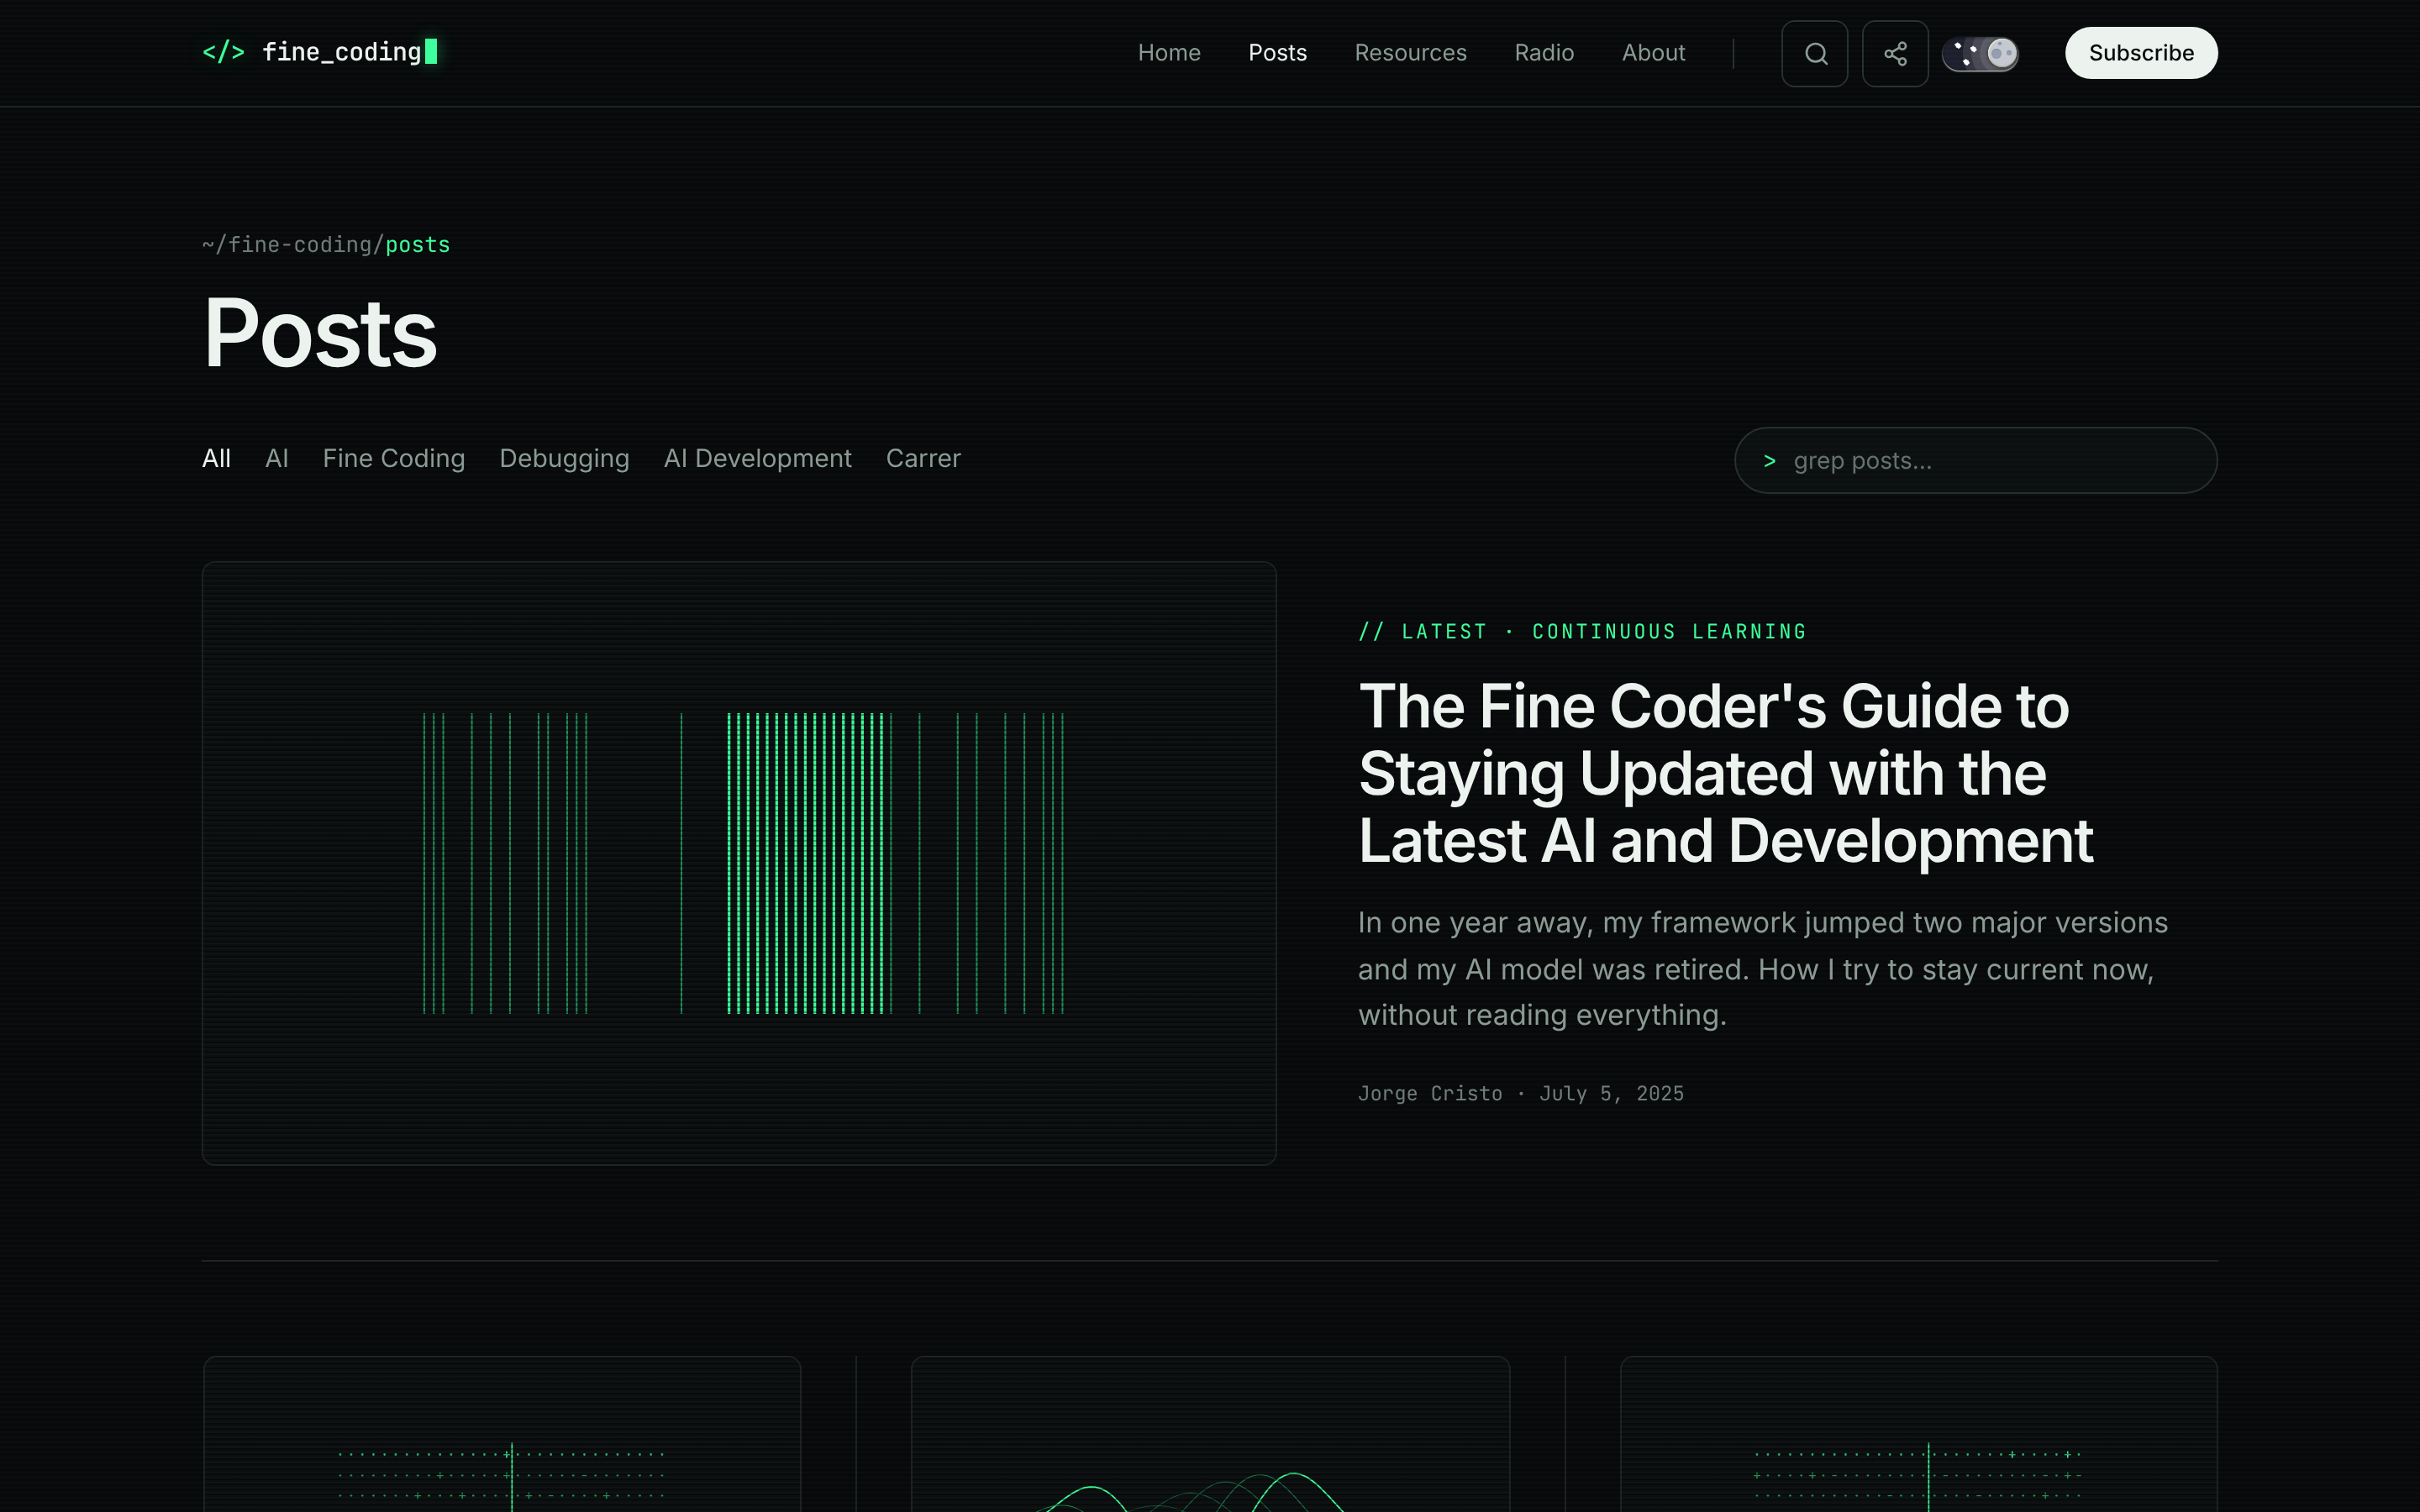 </> fine_coding
Home Posts Resources Radio About Subscribe
~/fine-coding/posts
Posts
All AI Fine Coding Debugging AI Development Carrer
> grep posts...
// LATEST · CONTINUOUS LEARNING
The Fine Coder's Guide to
Staying Updated with the
Latest AI and Development
In one year away, my framework jumped two major versions
and my AI model was retired. How I try to stay current now,
without reading everything.
Jorge Cristo · July 5, 2025